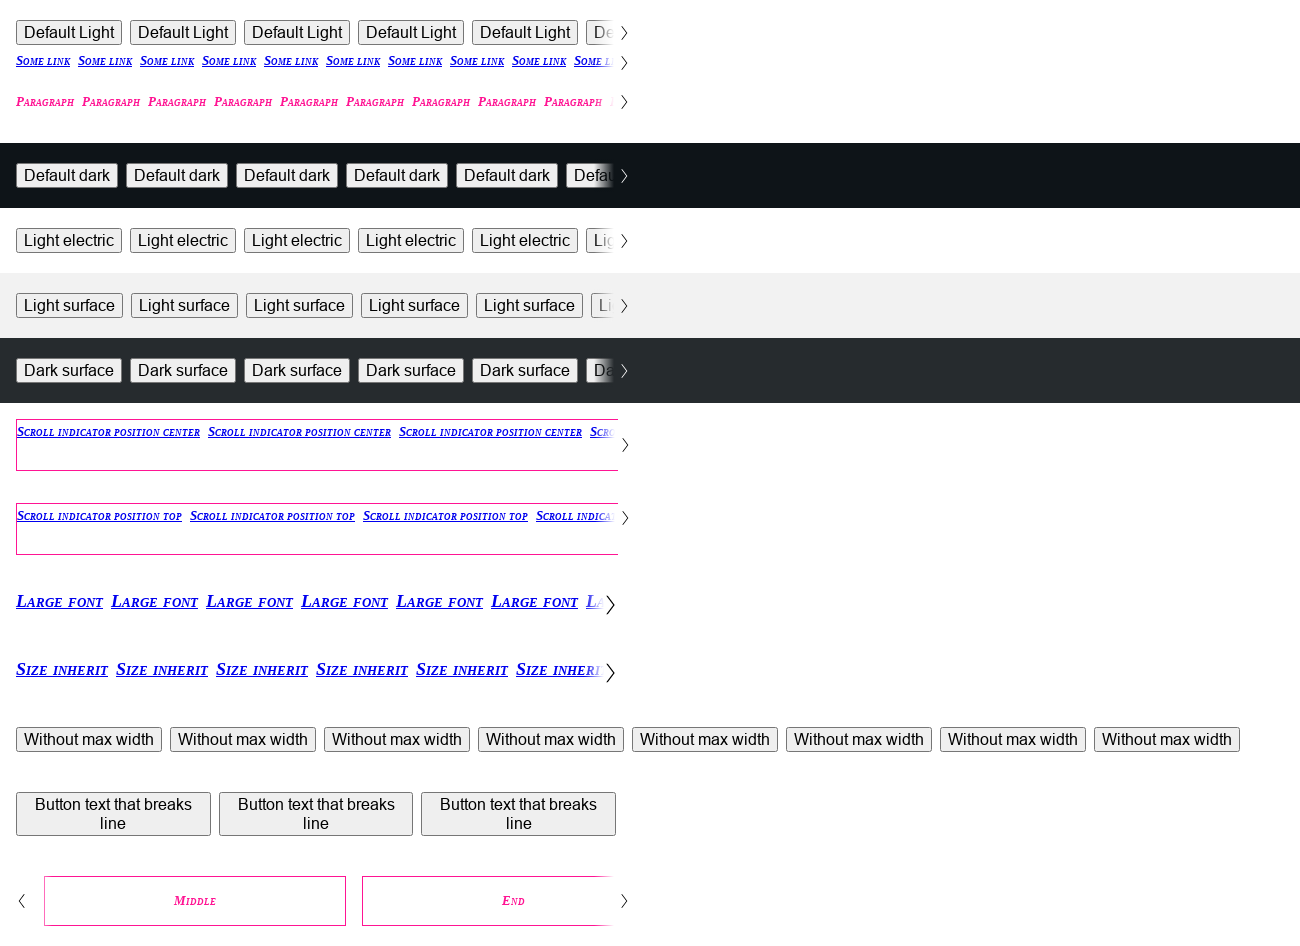 Default Light Default Light Default Light Default Light Default Light De
Some link Some link Some link Some link Some link Some link Some link Some link Some link Some l
Paragraph Paragraph Paragraph Paragraph Paragraph Paragraph Paragraph Paragraph Paragraph
Default dark Default dark Default dark Default dark Default dark Defau
Light electric Light electric Light electric Light electric Light electric Lig
Light surface Light surface Light surface Light surface Light surface Li
Dark surface Dark surface Dark surface Dark surface Dark surface Da
Scroll indicator position center Scroll indicator position center Scroll indicator position center Scro
Scroll indicator position top Scroll indicator position top Scroll indicator position top Scroll indica
Large font Large font Large font Large font Large font Large font La
Size inherit Size inherit Size inherit Size inherit Size inherit Size inheri
Without max width Without max width Without max width Without max width Without max width Without max width Without max width Without max width
Button text that breaks line Button text that breaks line Button text that breaks line
Middle End